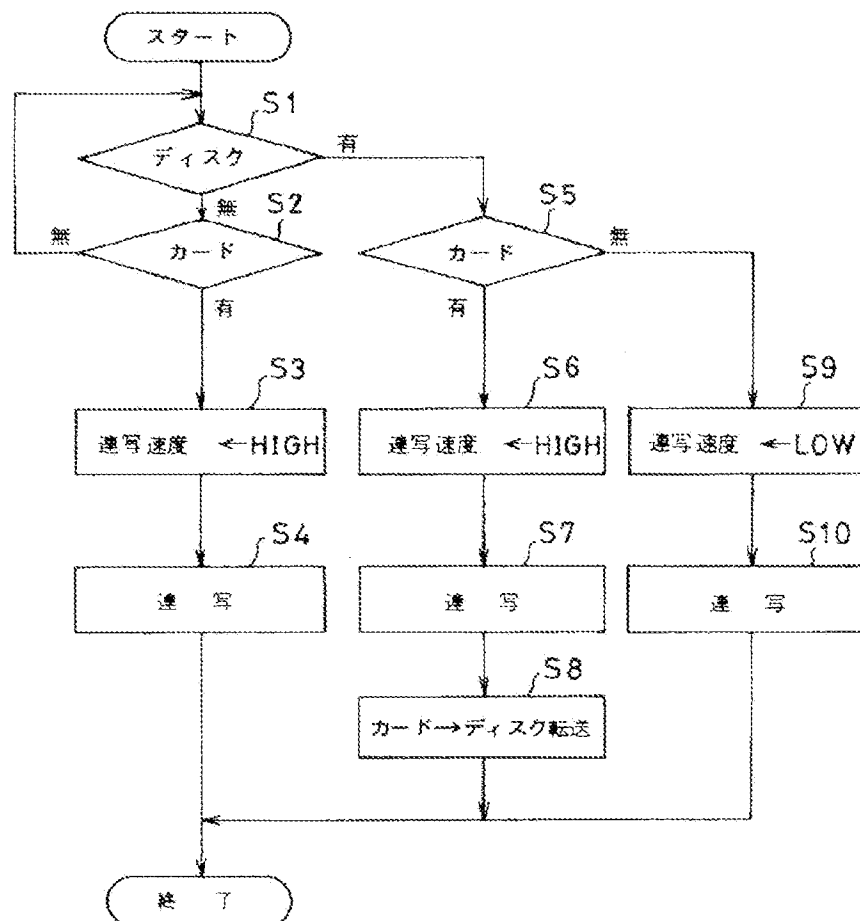 スタート
S1
ディスク
有
無
S2
カード
無
有
S5
カード
無
有
S3
連写速度 ←HIGH
S6
連写速度 ←HIGH
S9
連写速度 ←LOW
S4
連 写
S7
連 写
S10
連 写
S8
カード→ディスク転送
終 了